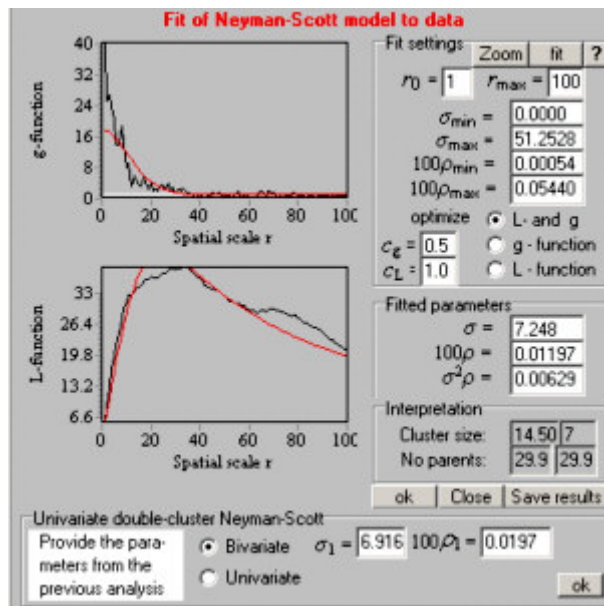 Fit of Neyman-Scott model to data
40
32
24
16
8
0
g-function
0 20 40 60 80 100
Spatial scale r
33
26.4
19.8
13.2
6.6
L-function
0 20 40 60 80 100
Spatial scale r
Fit settings
Zoom fit ?
r0 = 1 rmax = 100
σmin = 0.0000
σmax = 51.2528
100ρmin = 0.00054
100ρmax = 0.05440
optimize
L- and g
cg = 0.5
g - function
cL = 1.0
L - function
Fitted parameters
σ = 7.248
100ρ = 0.01197
σ²ρ = 0.00629
Interpretation
Cluster size: 14.50 7
No parents: 29.9 29.9
ok Close Save results
Univariate double-cluster Neyman-Scott
Provide the para-
meters from the
previous analysis
Bivariate σ1 = 6.916 100ρ1 = 0.0197
Univariate
ok